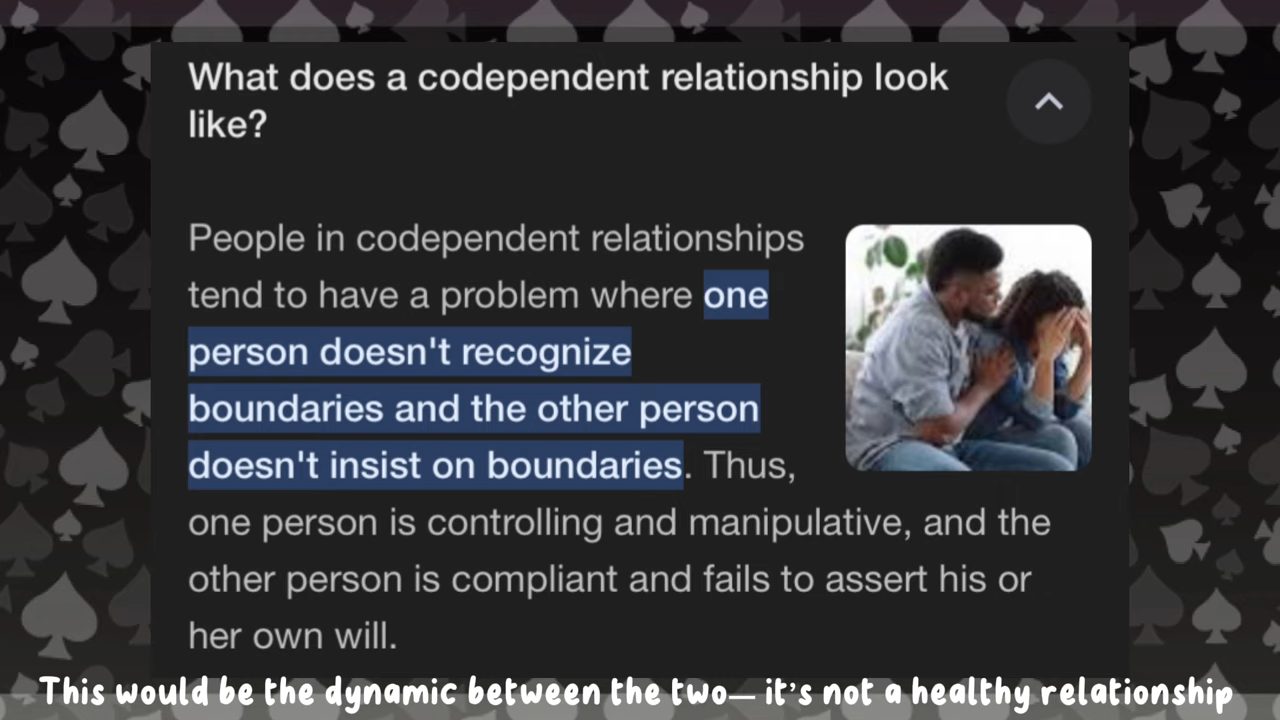 What does a codependent relationship look
like?
People in codependent relationships
tend to have a problem where one
person doesn't recognize
boundaries and the other person
doesn't insist on boundaries. Thus,
one person is controlling and manipulative, and the
other person is compliant and fails to assert his or
her own will.
This would be the dynamic between the two— it's not a healthy relationship